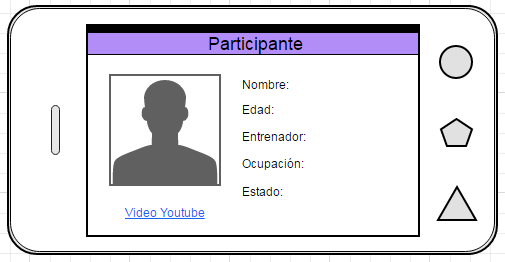 Participante
Nombre:
Edad:
Entrenador:
Ocupación:
Estado:
Video Youtube